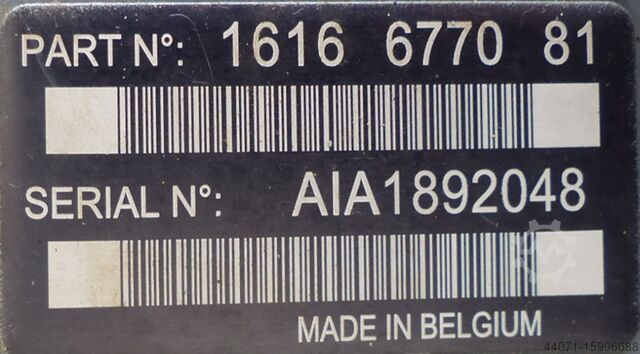 PART N°: 1616 6770 81
SERIAL N°: AIA1892048
MADE IN BELGIUM
44071-15906688